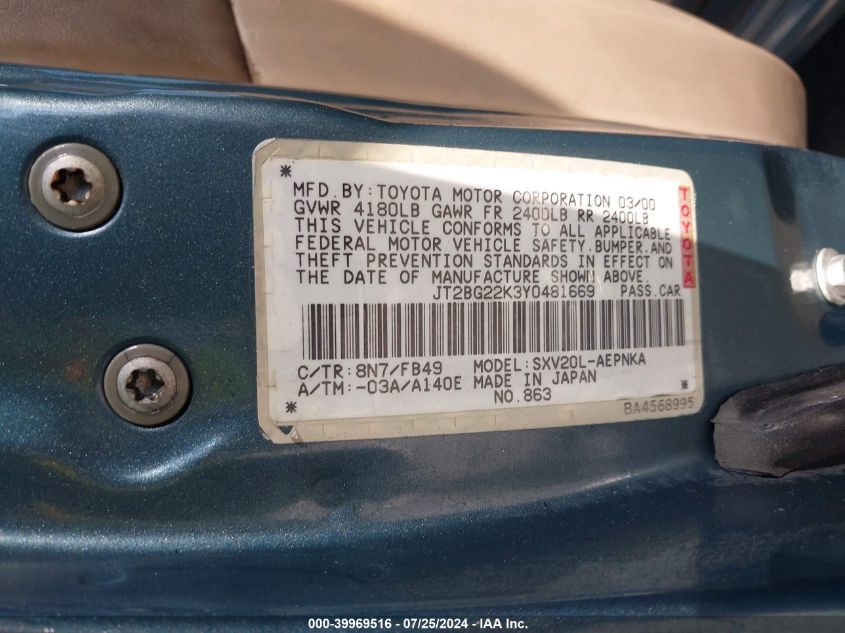 *
MFD. BY: TOYOTA MOTOR CORPORATION 03/00
GVWR 4180LB GAWR FR 2400LB RR 2400LB
THIS VEHICLE CONFORMS TO ALL APPLICABLE
FEDERAL MOTOR VEHICLE SAFETY.BUMPER.AND
THEFT PREVENTION STANDARDS IN EFFECT ON
THE DATE OF MANUFACTURE SHOWN ABOVE.
TOYOTA
JT2BG22K3Y0481669 PASS.CAR
C/TR: 8N7/FB49 MODEL: SXV20L-AEPNKA
A/TM: -03A/A140E MADE IN JAPAN
* NO.863 BA4568995
000-39969516 - 07/25/2024 - IAA Inc.